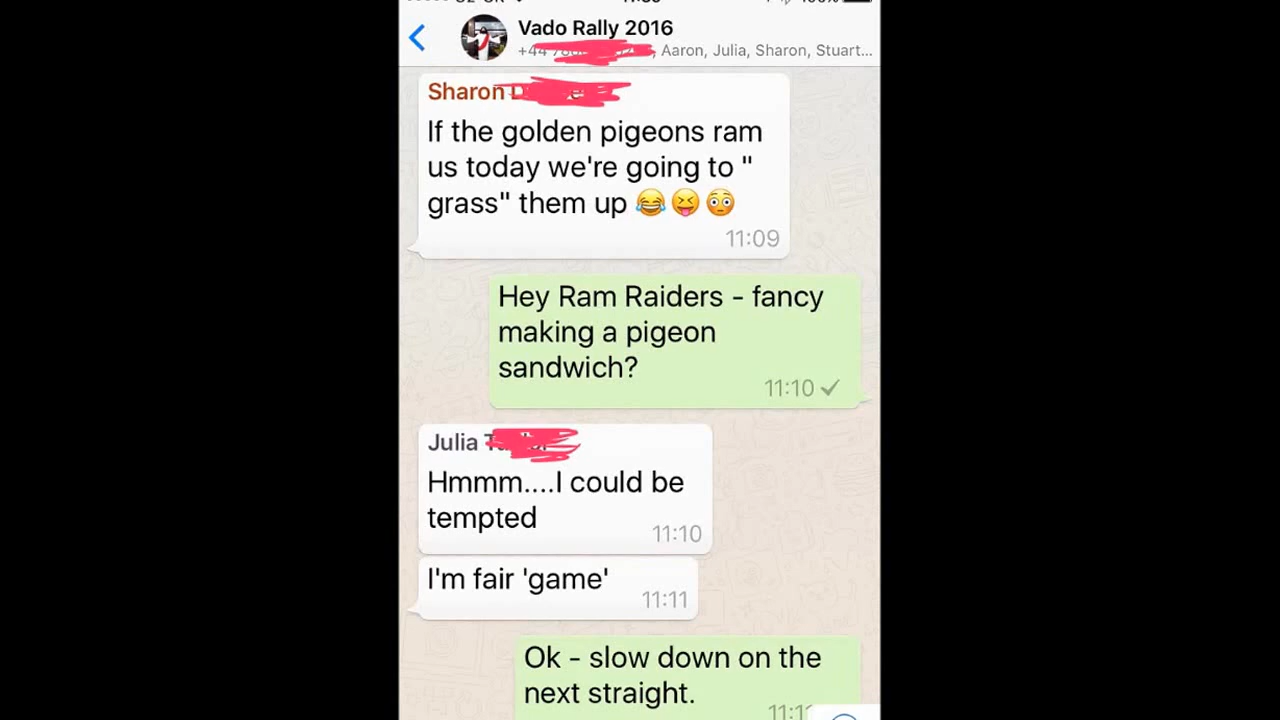 Vado Rally 2016
Aaron, Julia, Sharon, Stuart...
Sharon
If the golden pigeons ram
us today we're going to "
grass" them up 😂😝😳
11:09
Hey Ram Raiders - fancy
making a pigeon
sandwich?
11:10 ✓
Julia
Hmmm....I could be
tempted
11:10
I'm fair 'game'
11:11
Ok - slow down on the
next straight.